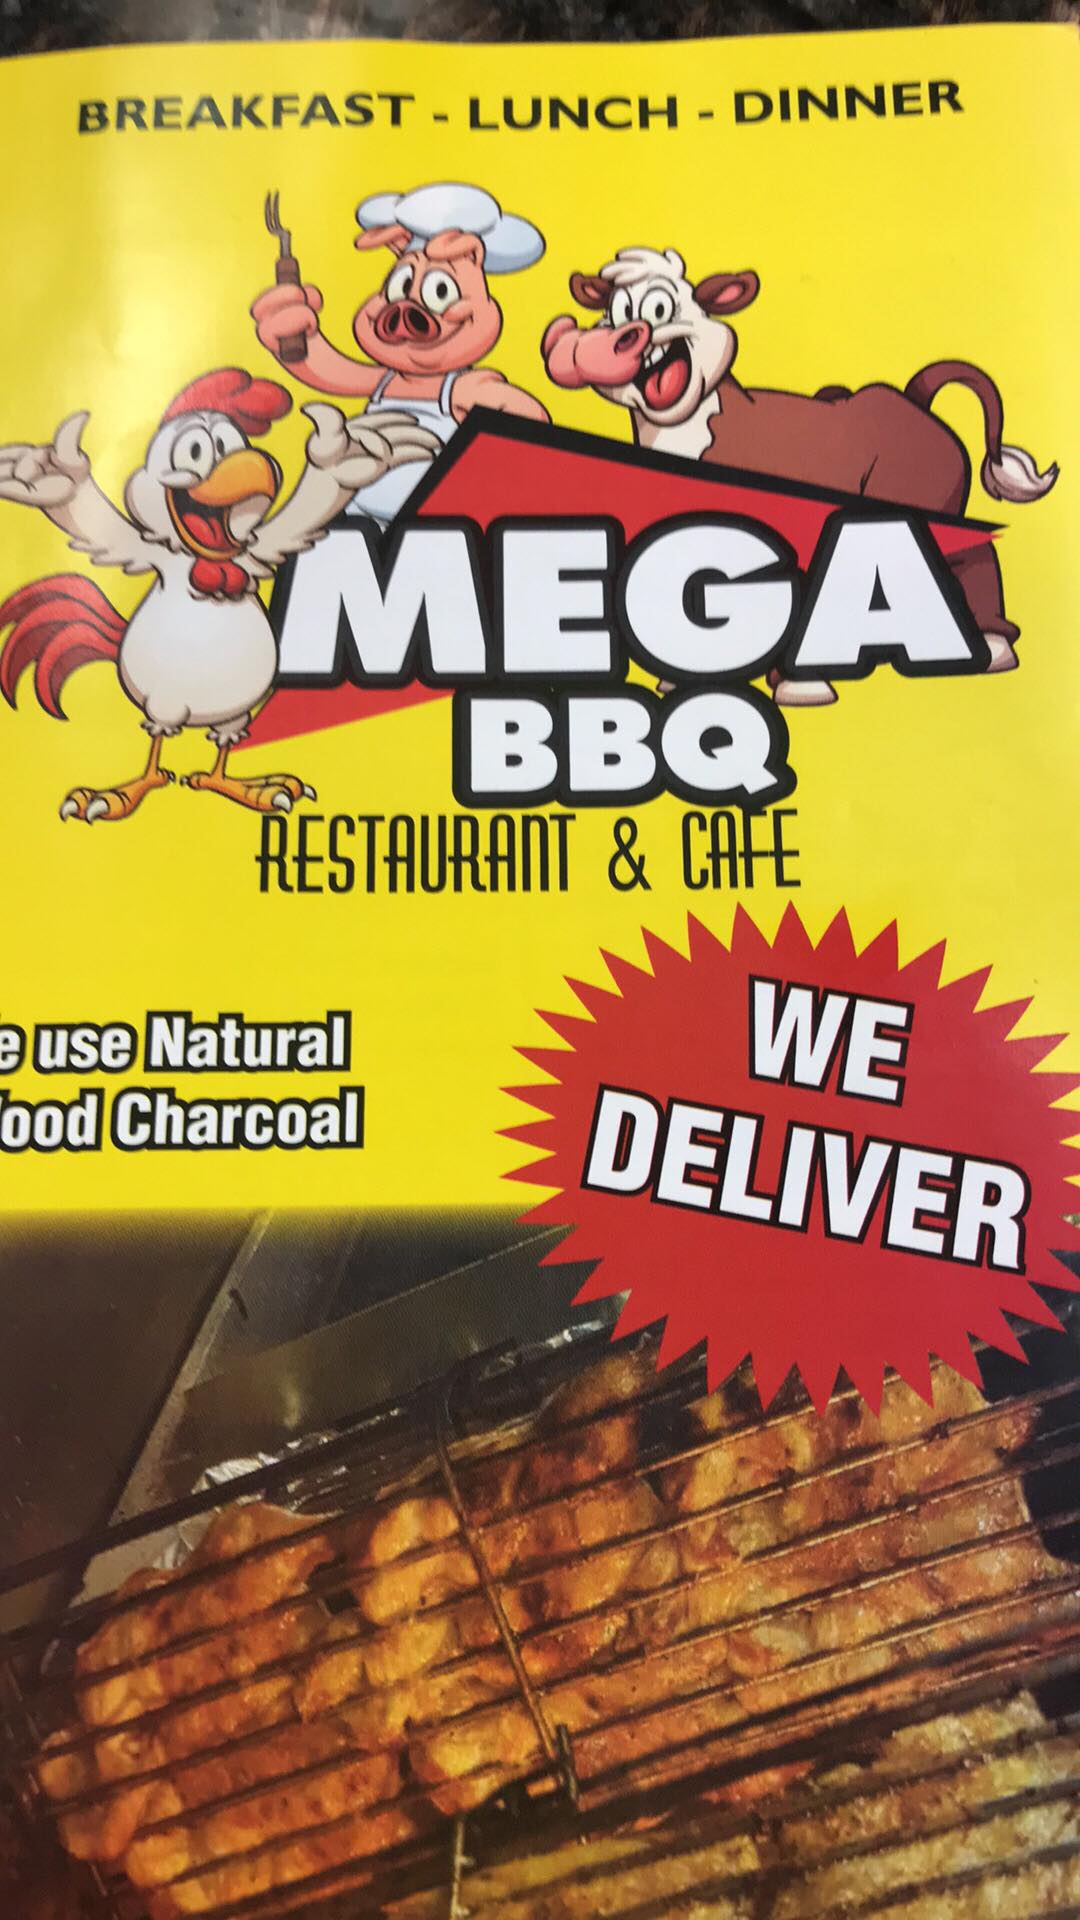 BREAKFAST - LUNCH - DINNER
MEGA
BBQ
RESTAURANT & CAFE
e use Natural
ood Charcoal
WE
DELIVER